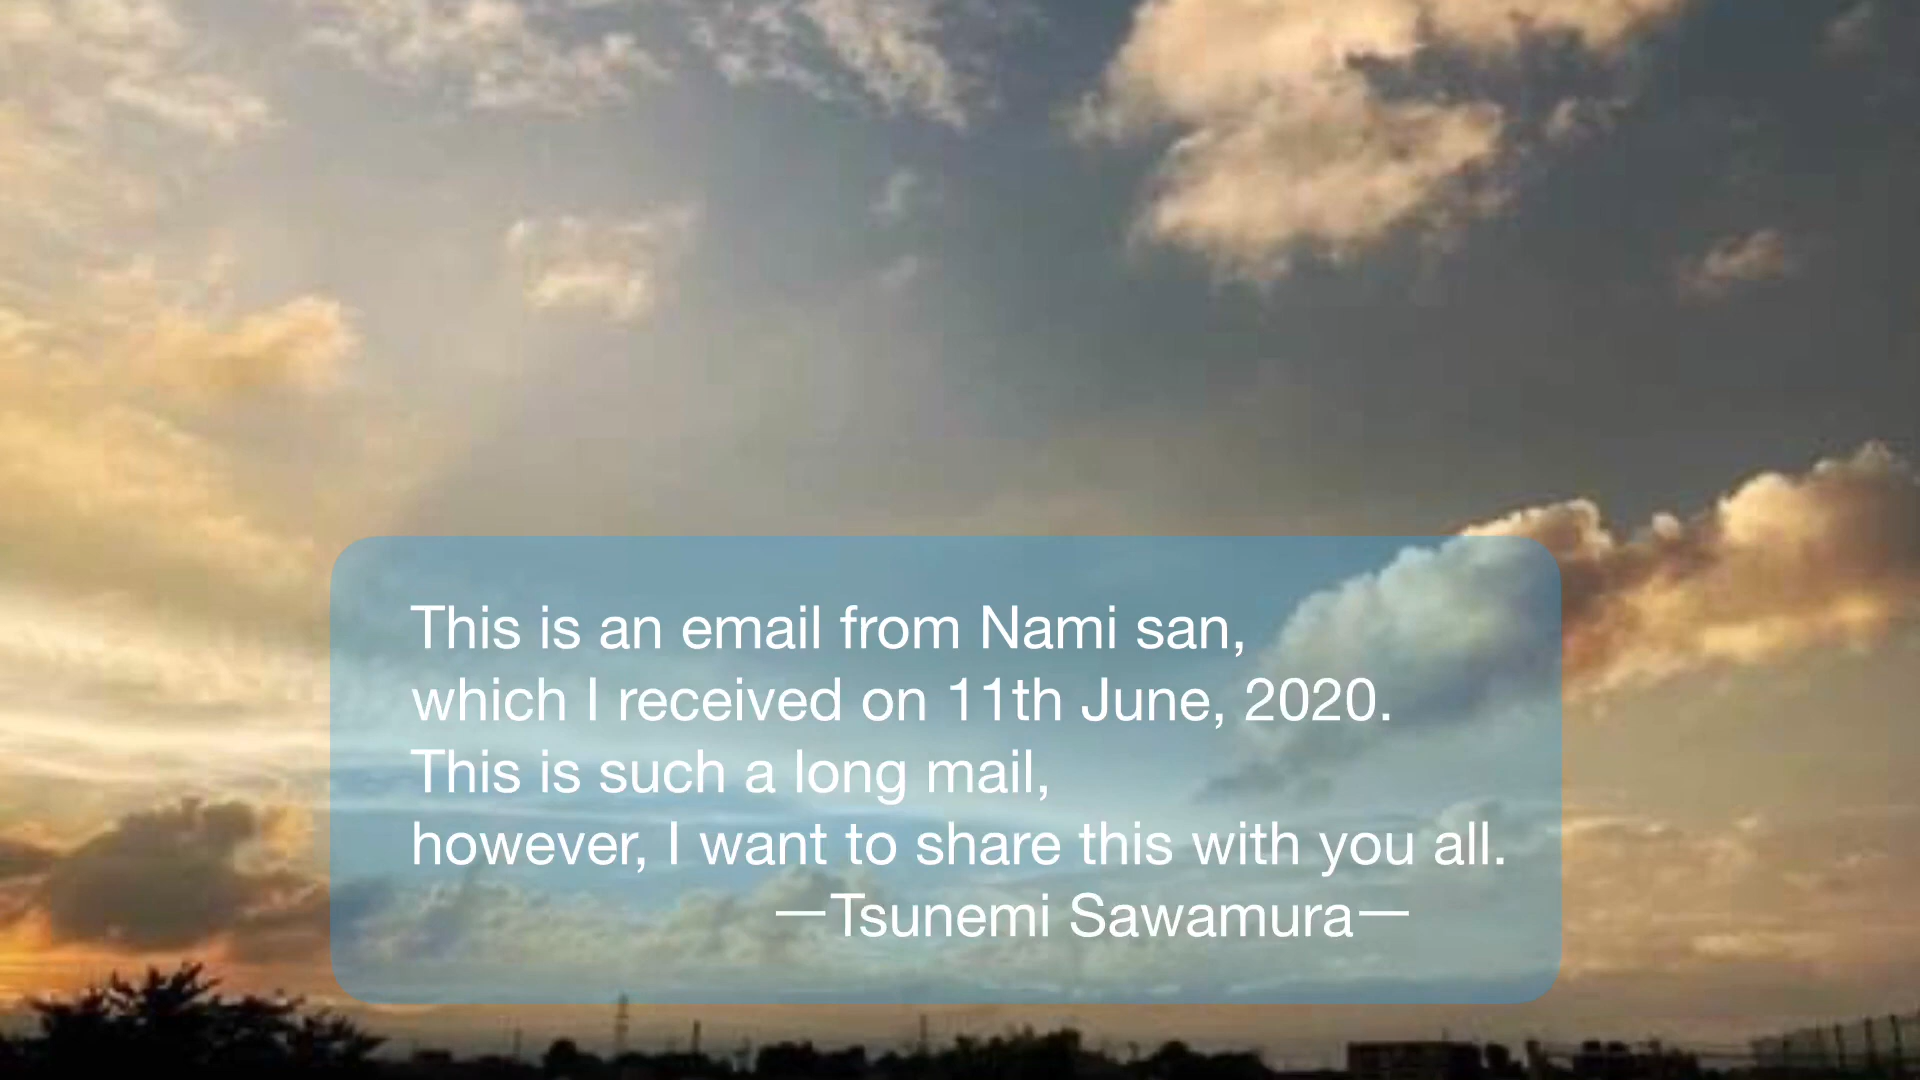 This is an email from Nami san,
which I received on 11th June, 2020.
This is such a long mail,
however, I want to share this with you all.
—Tsunemi Sawamura—